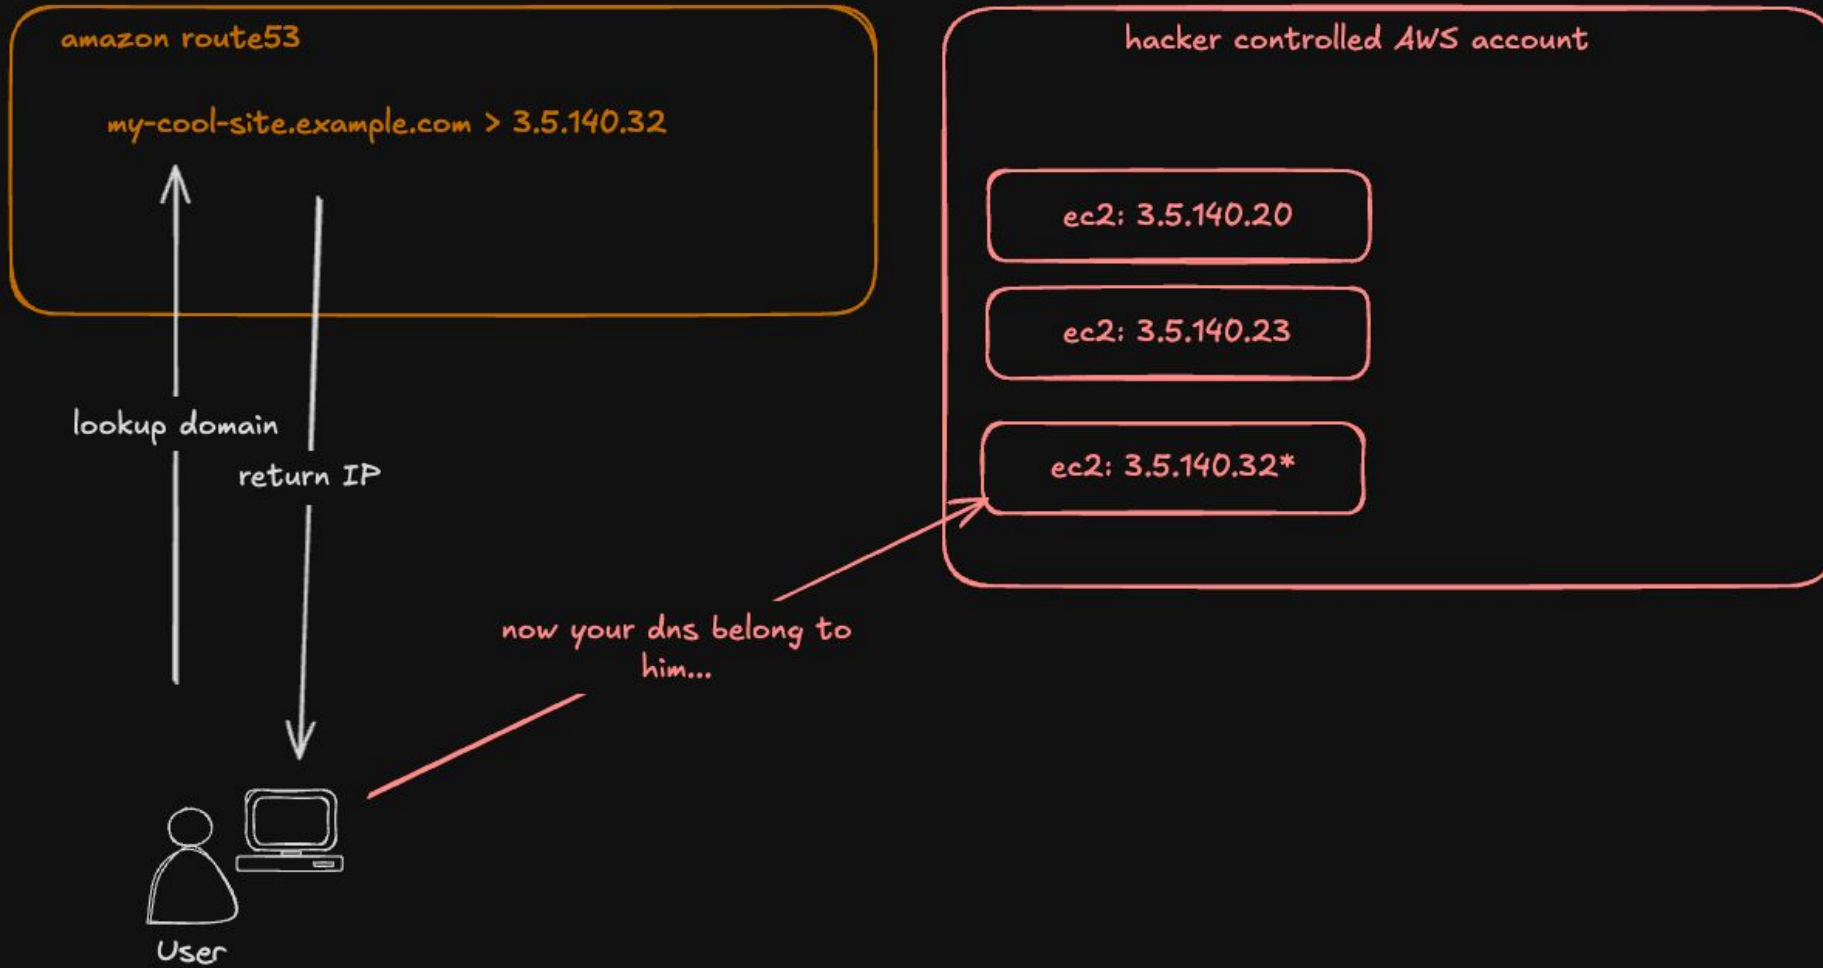 amazon route53
hacker controlled AWS account
my-cool-site.example.com > 3.5.140.32
ec2: 3.5.140.20
ec2: 3.5.140.23
lookup domain
return IP
ec2: 3.5.140.32*
now your dns belong to
him...
User